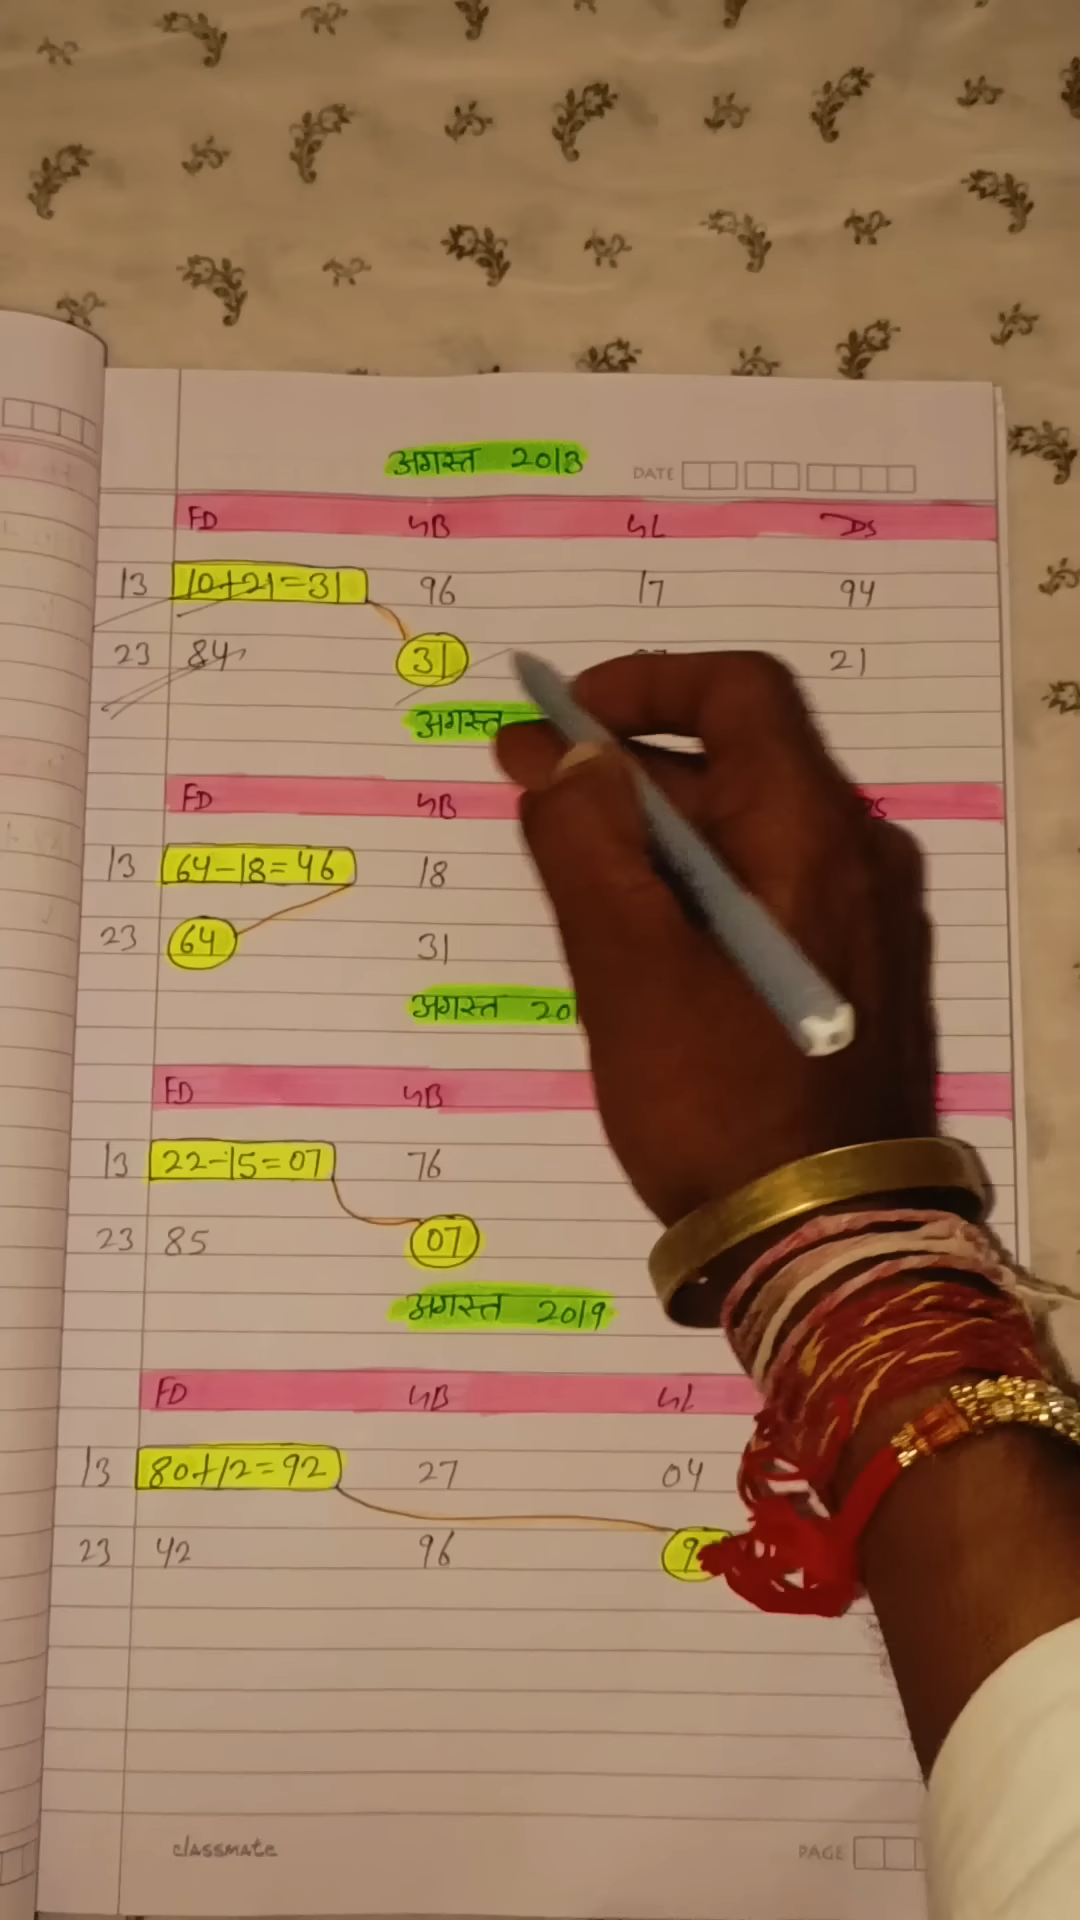 अगस्त 2013
DATE
FD GB GL DS
13 10+21=31 96 17 94
23 84 31 21
अगस्त
FD GB
13 64-18=46 18
23 64 31
अगस्त
FD GB
13 22-15=07 76
23 85 07
अगस्त 2019
FD GB GL
13 80+12=92 27 04
23 42 96
classmate
PAGE